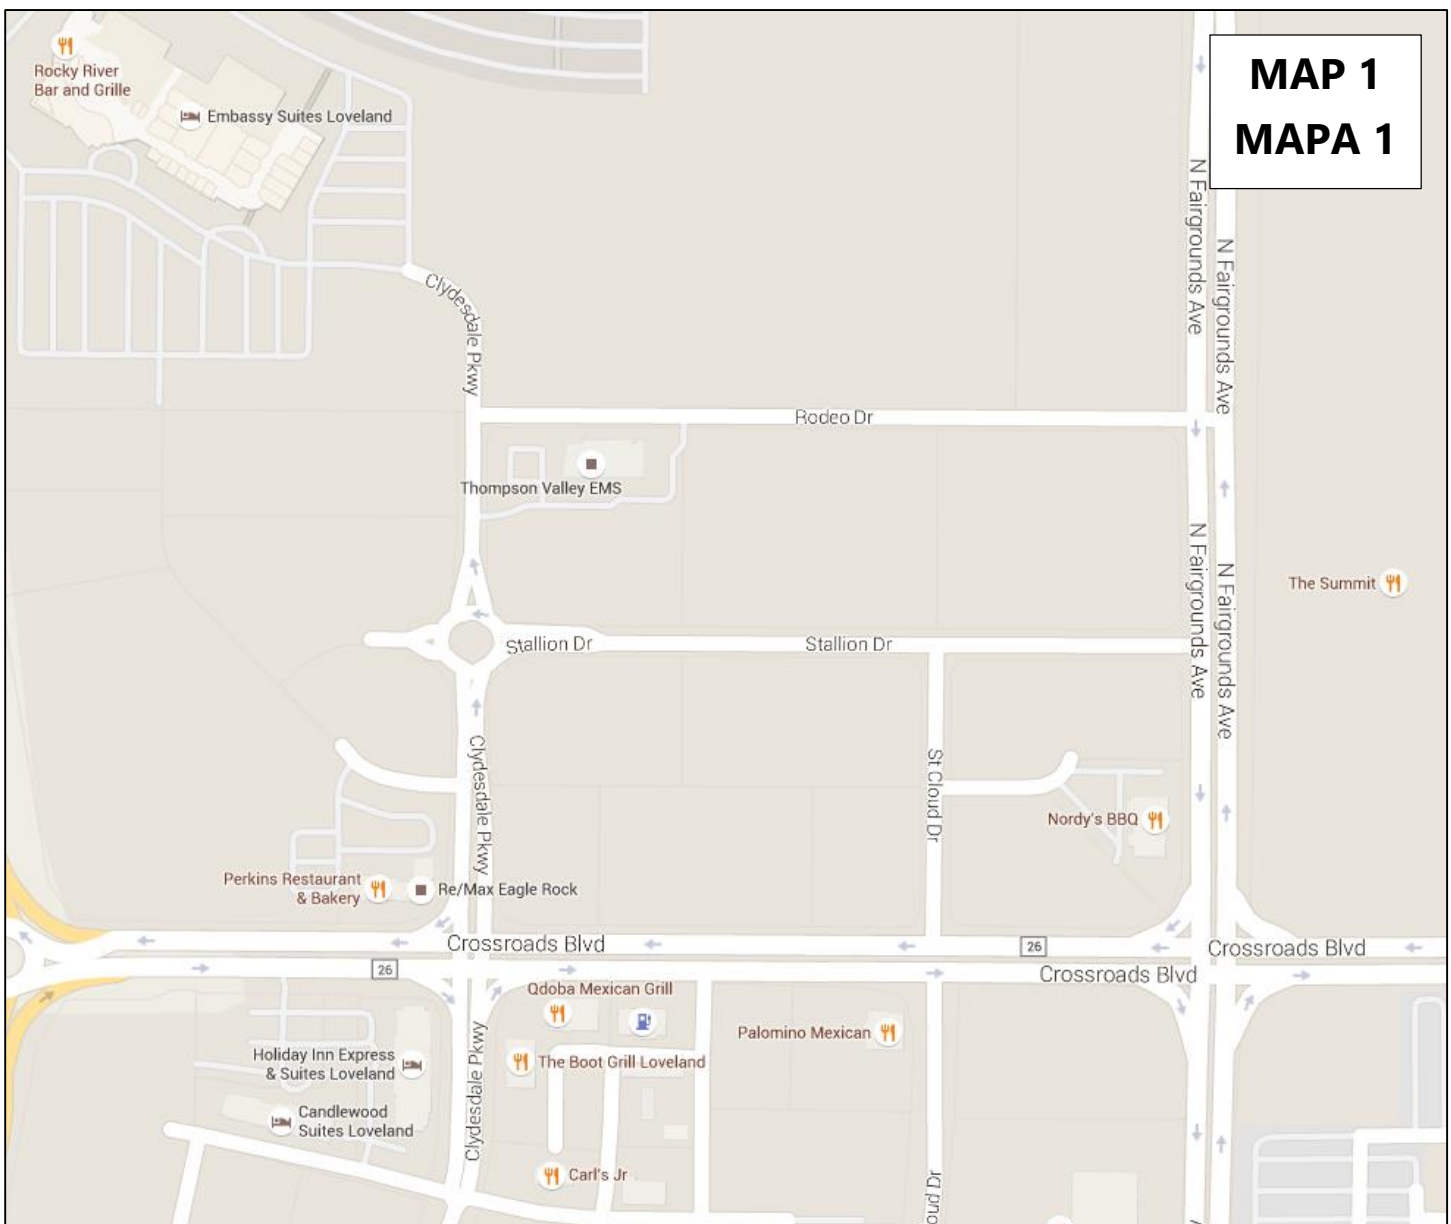 MAP 1
MAPA 1
Rocky River
Bar and Grille
Embassy Suites Loveland
N Fairgrounds Ave
N Fairgrounds Ave
Clydesdale Pkwy
Rodeo Dr
Thompson Valley EMS
N Fairgrounds Ave
N Fairgrounds Ave
The Summit
Stallion Dr
Stallion Dr
Clydesdale Pkwy
St Cloud Dr
Nordy's BBQ
Perkins Restaurant
& Bakery
Re/Max Eagle Rock
Crossroads Blvd
26
Crossroads Blvd
26
Crossroads Blvd
Qdoba Mexican Grill
Palomino Mexican
Clydesdale Pkwy
Holiday Inn Express
& Suites Loveland
The Boot Grill Loveland
Candlewood
Suites Loveland
Carl's Jr
oud Dr